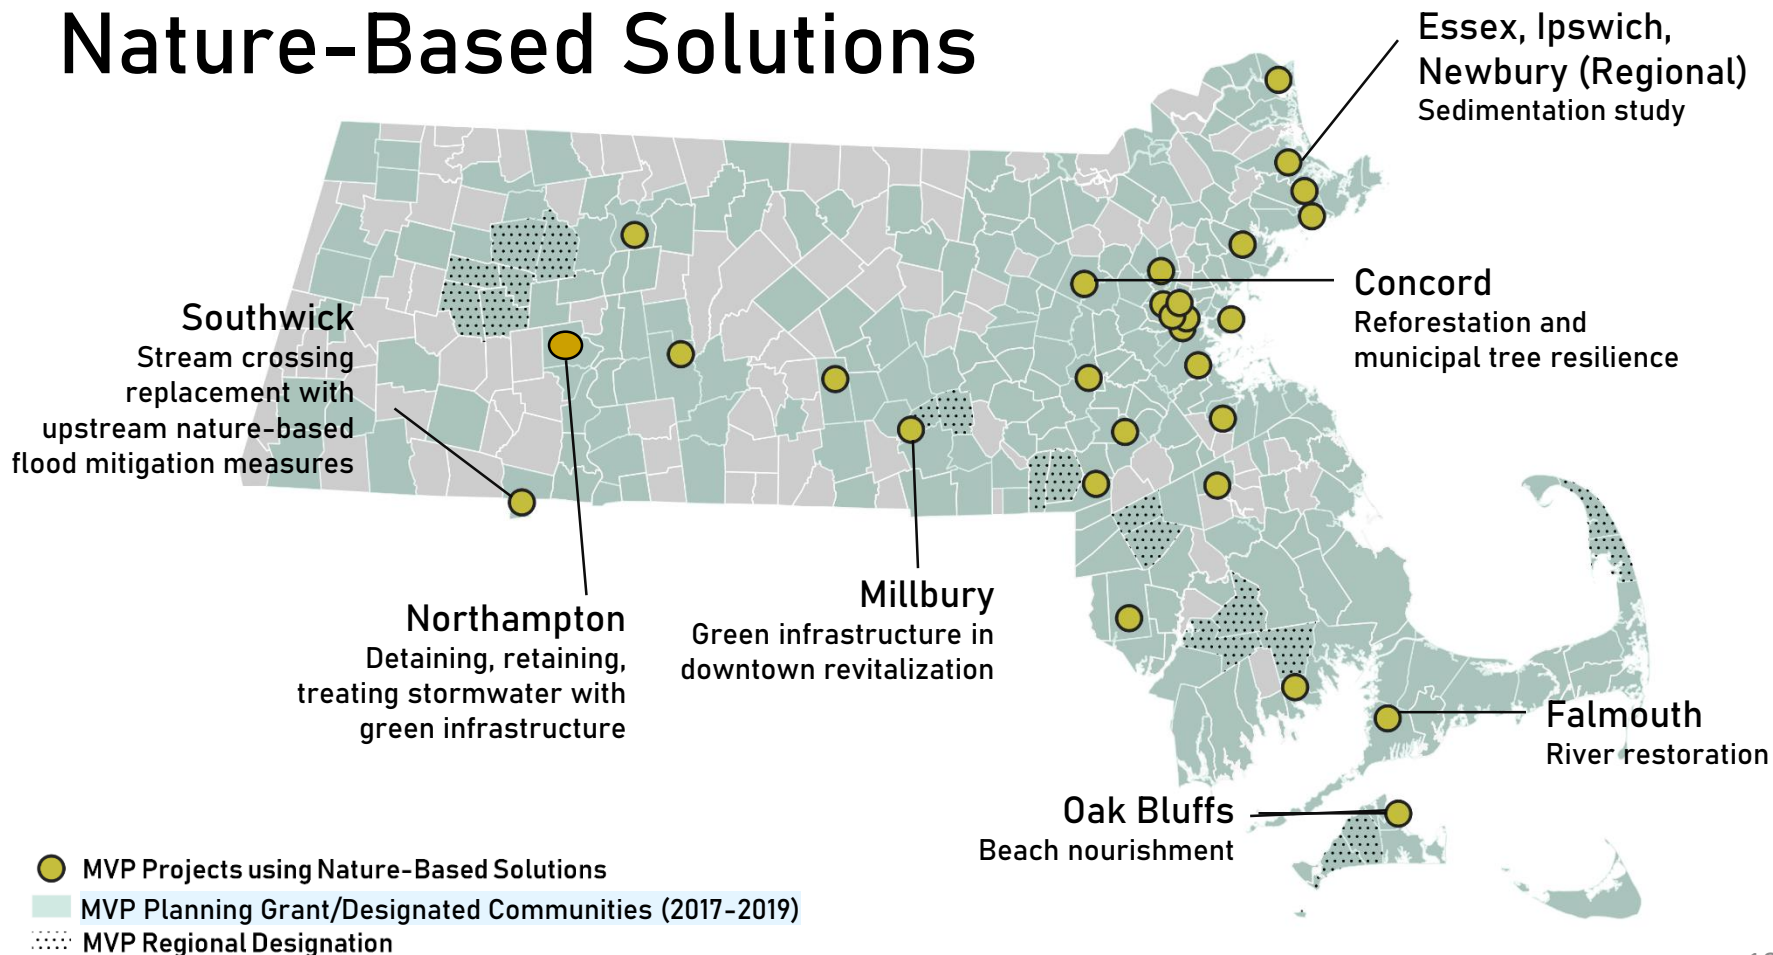 Nature-Based Solutions
Essex, Ipswich,
Newbury (Regional)
Sedimentation study
Concord
Reforestation and
municipal tree resilience
Southwick
Stream crossing
replacement with
upstream nature-based
flood mitigation measures
Northampton
Detaining, retaining,
treating stormwater with
green infrastructure
Millbury
Green infrastructure in
downtown revitalization
Falmouth
River restoration
Oak Bluffs
Beach nourishment
MVP Projects using Nature-Based Solutions
MVP Planning Grant/Designated Communities (2017-2019)
MVP Regional Designation